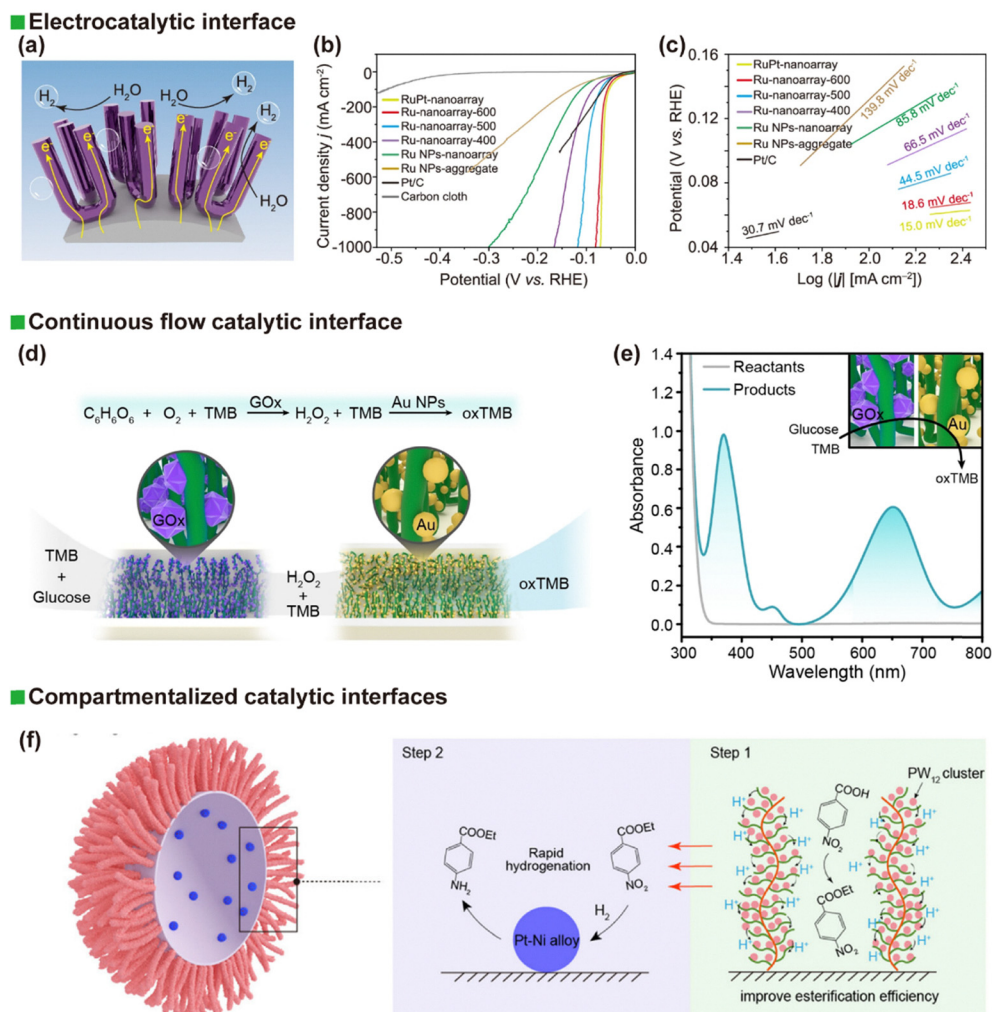 Electrocatalytic interface
(a)
H₂
H₂O
H₂O
H₂
H₂
e⁻
e⁻
e⁻
e⁻
e⁻
H₂O
(b)
Current density j (mA cm⁻²)
0
-200
-400
-600
-800
-1000
RuPt-nanoarray
Ru-nanoarray-600
Ru-nanoarray-500
Ru-nanoarray-400
Ru NPs-nanoarray
Ru NPs-aggregate
Pt/C
Carbon cloth
-0.5 -0.4 -0.3 -0.2 -0.1 0.0
Potential (V vs. RHE)
(c)
Potential (V vs. RHE)
0.16
0.12
0.08
0.04
RuPt-nanoarray
Ru-nanoarray-600
Ru-nanoarray-500
Ru-nanoarray-400
Ru NPs-nanoarray
Ru NPs-aggregate
Pt/C
139.8 mV dec⁻¹
85.8 mV dec⁻¹
66.5 mV dec⁻¹
44.5 mV dec⁻¹
18.6 mV dec⁻¹
15.0 mV dec⁻¹
30.7 mV dec⁻¹
1.4 1.6 1.8 2.0 2.2 2.4
Log (|j| [mA cm⁻²)
Continuous flow catalytic interface
(d)
C₆H₆O₆ + O₂ + TMB GOx H₂O₂ + TMB Au NPs oxTMB
GOx
Au
TMB
+
Glucose
H₂O₂
+
TMB
oxTMB
(e)
Absorbance
1.4
1.2
1.0
0.8
0.6
0.4
0.2
0.0
Reactants
Products
GOx
Au
Glucose
TMB
oxTMB
300 400 500 600 700 800
Wavelength (nm)
Compartmentalized catalytic interfaces
(f)
Step 2
COOEt
NH₂
Rapid
hydrogenation
COOEt
NO₂
H₂
Pt-Ni alloy
Step 1
PW₁₂ cluster
COOH
NO₂
COOEt
NO₂
H⁺
H⁺
H⁺
H⁺
H⁺
H⁺
H⁺
H⁺
H⁺
H⁺
H⁺
H⁺
H⁺
H⁺
improve esterification efficiency